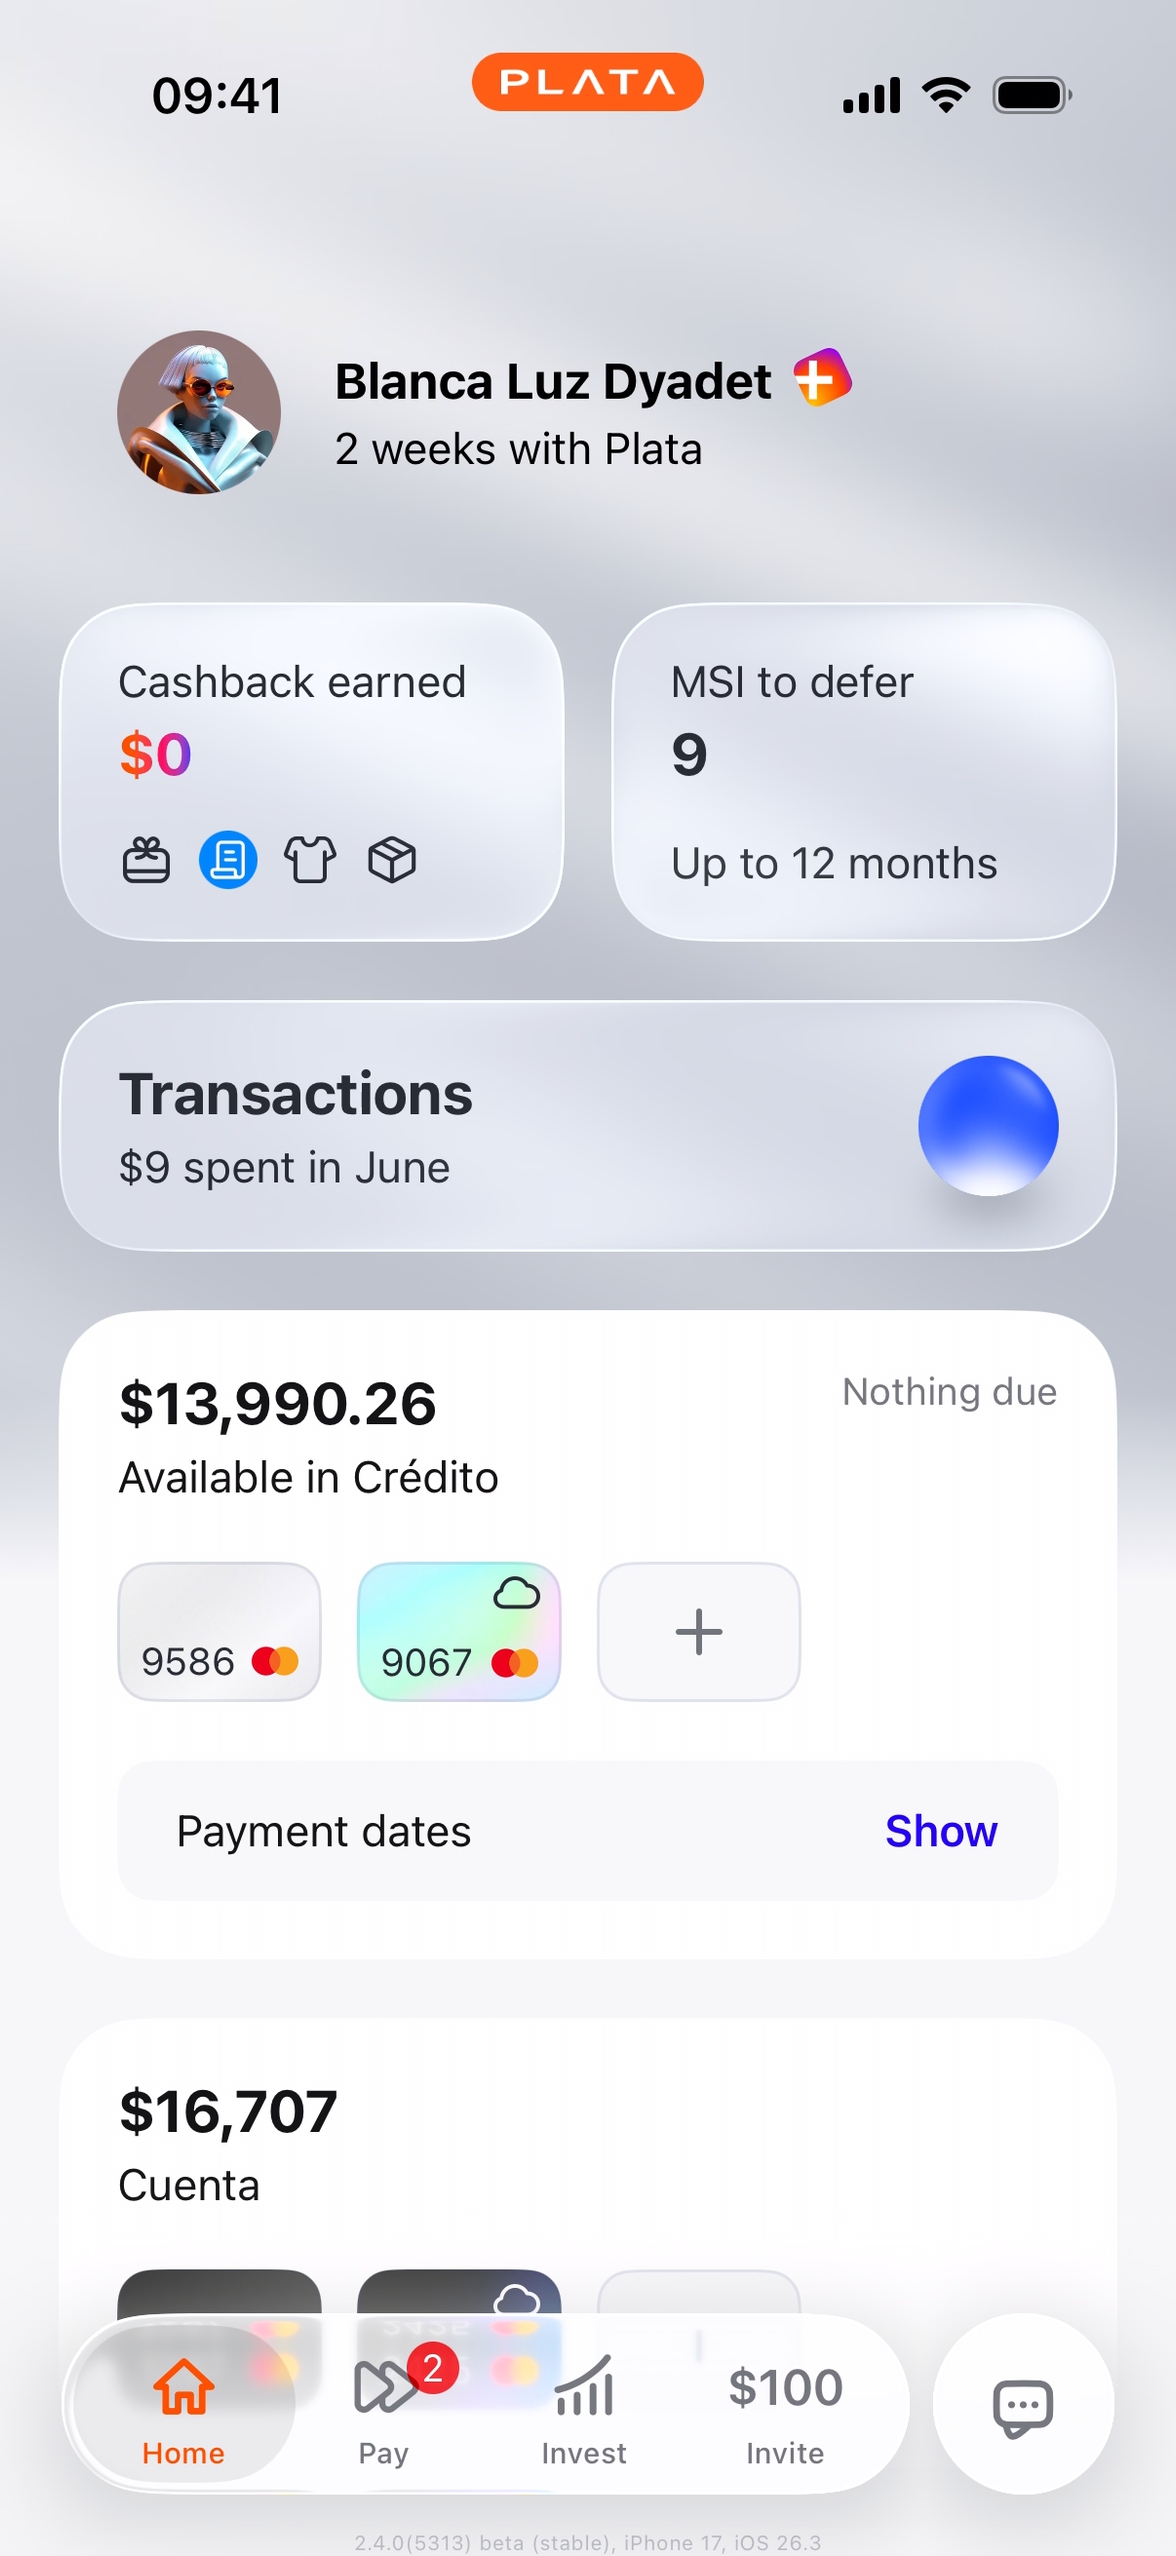 09:41
PLATA
Blanca Luz Dyadet
2 weeks with Plata
Cashback earned
$0
MSI to defer
9
Up to 12 months
Transactions
$9 spent in June
$13,990.26
Nothing due
Available in Crédito
9586
9067
Payment dates
Show
$16,707
Cuenta
2
$100
Home
Pay
Invest
Invite
2.4.0(5313) beta (stable), iPhone 17, iOS 26.3